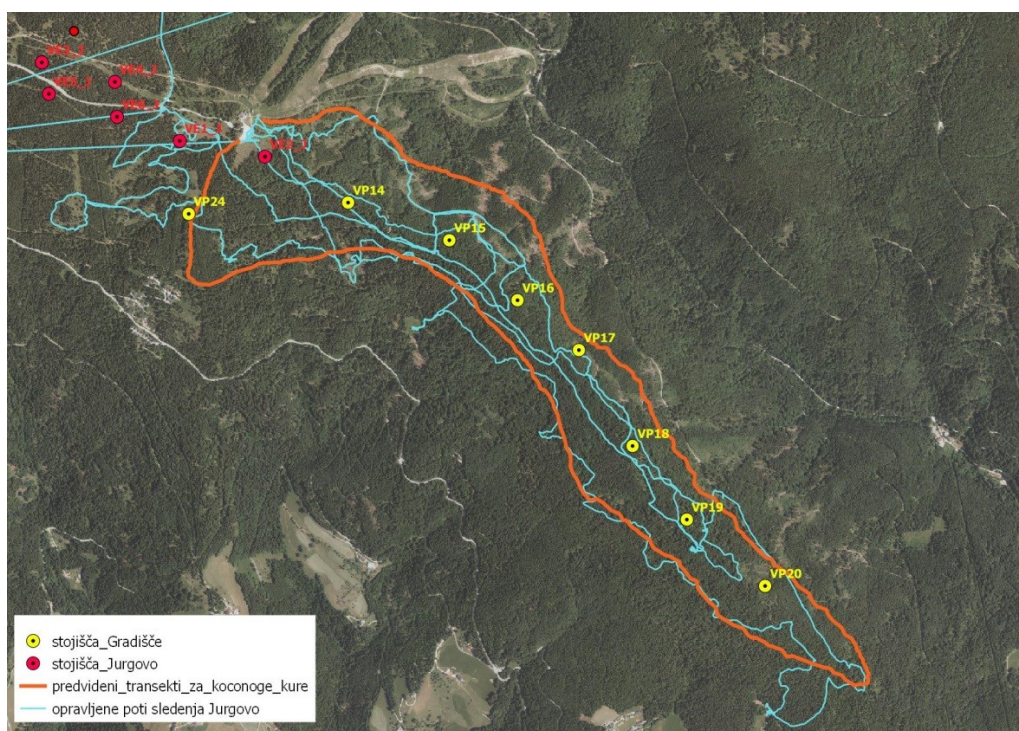 VP14
VP24
VP15
VP16
VP17
VP18
VP19
VP20
stojišča_Gradišče
stojišča_Jurgovo
predvideni_transekti_za_koconoge_kure
opravljene poti sledenja Jurgovo